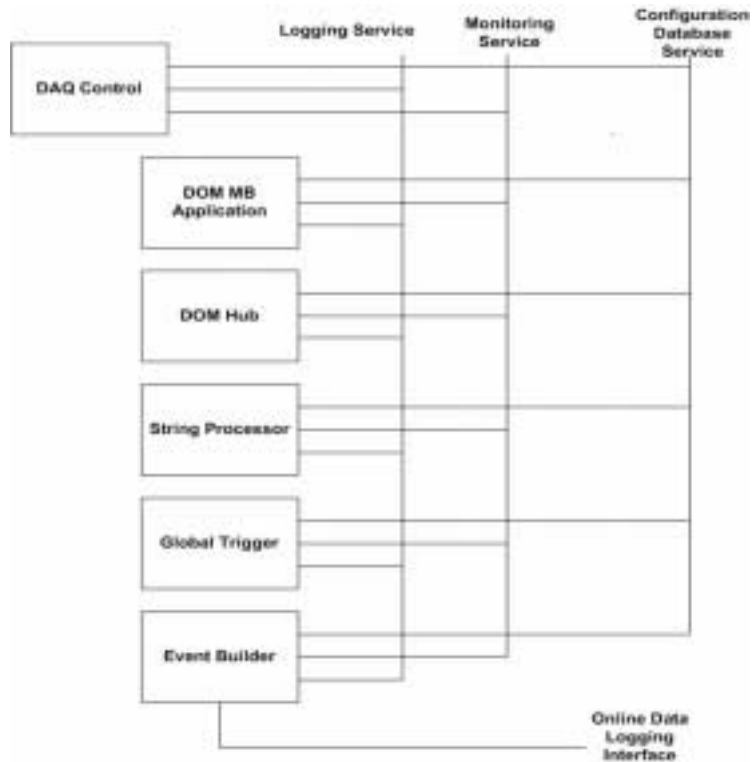 Logging Service
Monitoring
Service
Configuration
Database
Service
DAQ Control
DOM MB
Application
DOM Hub
String Processor
Global Trigger
Event Builder
Online Data
Logging
Interface